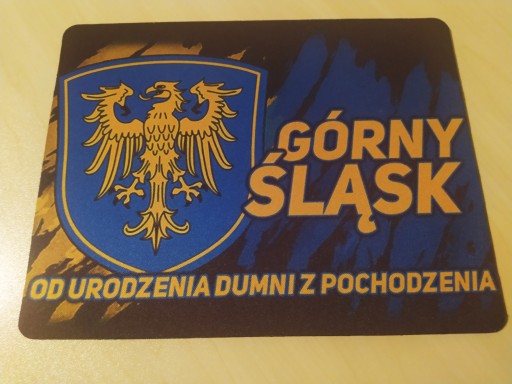 GÓRNY
ŚLĄSK
OD URODZENIA DUMNI Z POCHODZENIA